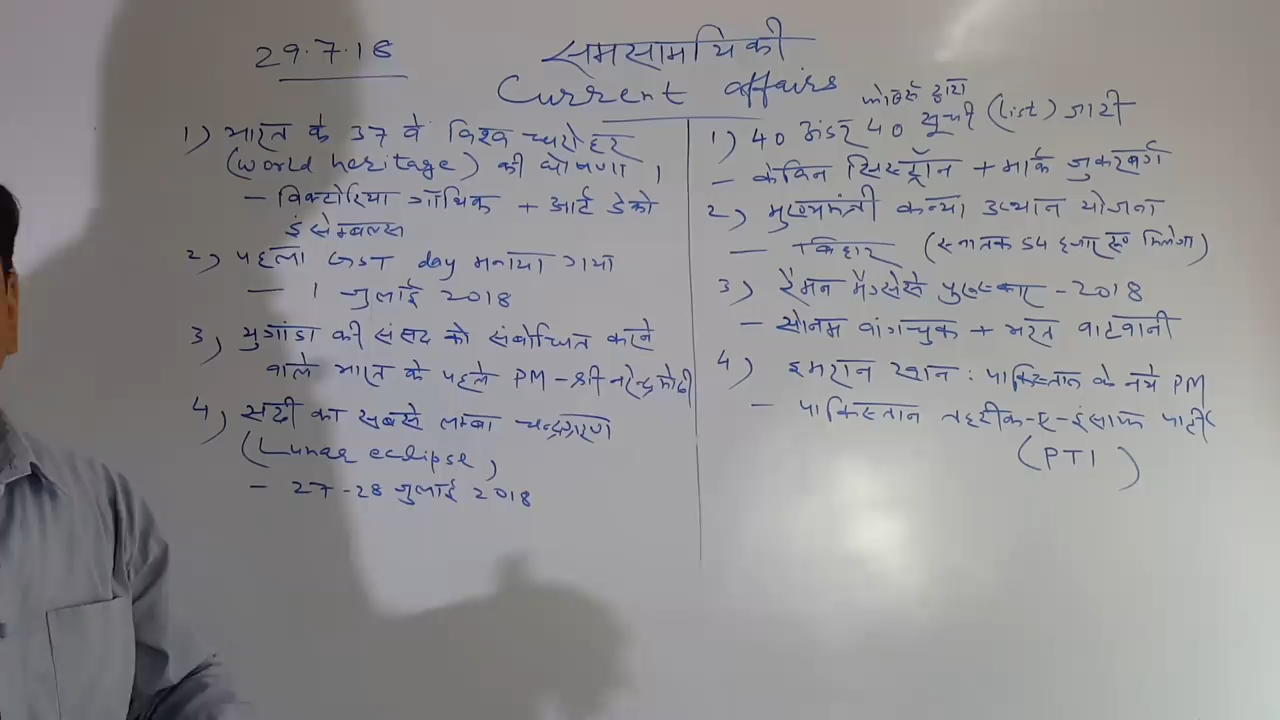 29.7.18
समसामयिकी
Current affairs
1) भारत के 37 वें विश्व धरोहर
(World heritage) की घोषणा ।
- विक्टोरिया गॉथिक + आर्ट डेको
इंसेम्बल्स
2) पहला GST day मनाया गया
- 1 जुलाई 2018
3) युगांडा की संसद को संबोधित करने
वाले भारत के पहले PM - श्री नरेन्द्र मोदी
4) सदी का सबसे लम्बा चन्द्रग्रहण
(Lunar eclipse)
- 27-28 जुलाई 2018
फोर्ब्स द्वारा
1) 40 अंडर 40 सूची (list) जारी
- केविन सिस्ट्रॉन + मार्क जुकरबर्ग
2) मुख्यमंत्री कन्या उत्थान योजना
- बिहार (स्नातक 54 हजार रु० मिलेगा)
3) रैमन मैग्सेसे पुरस्कार - 2018
- सोनम वांगचुक + भरत वाटवानी
4) इमरान खान : पाकिस्तान के नये PM
- पाकिस्तान तहरीक-ए-इंसाफ पार्टी
(PTI)